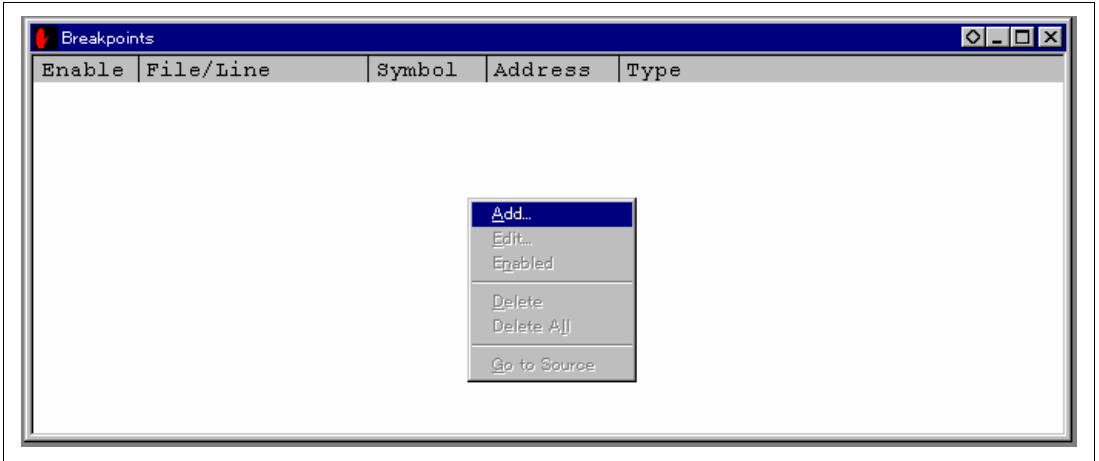 Breakpoints
Enable File/Line Symbol Address Type
Add...
Edit...
Enabled
Delete
Delete All
Go to Source